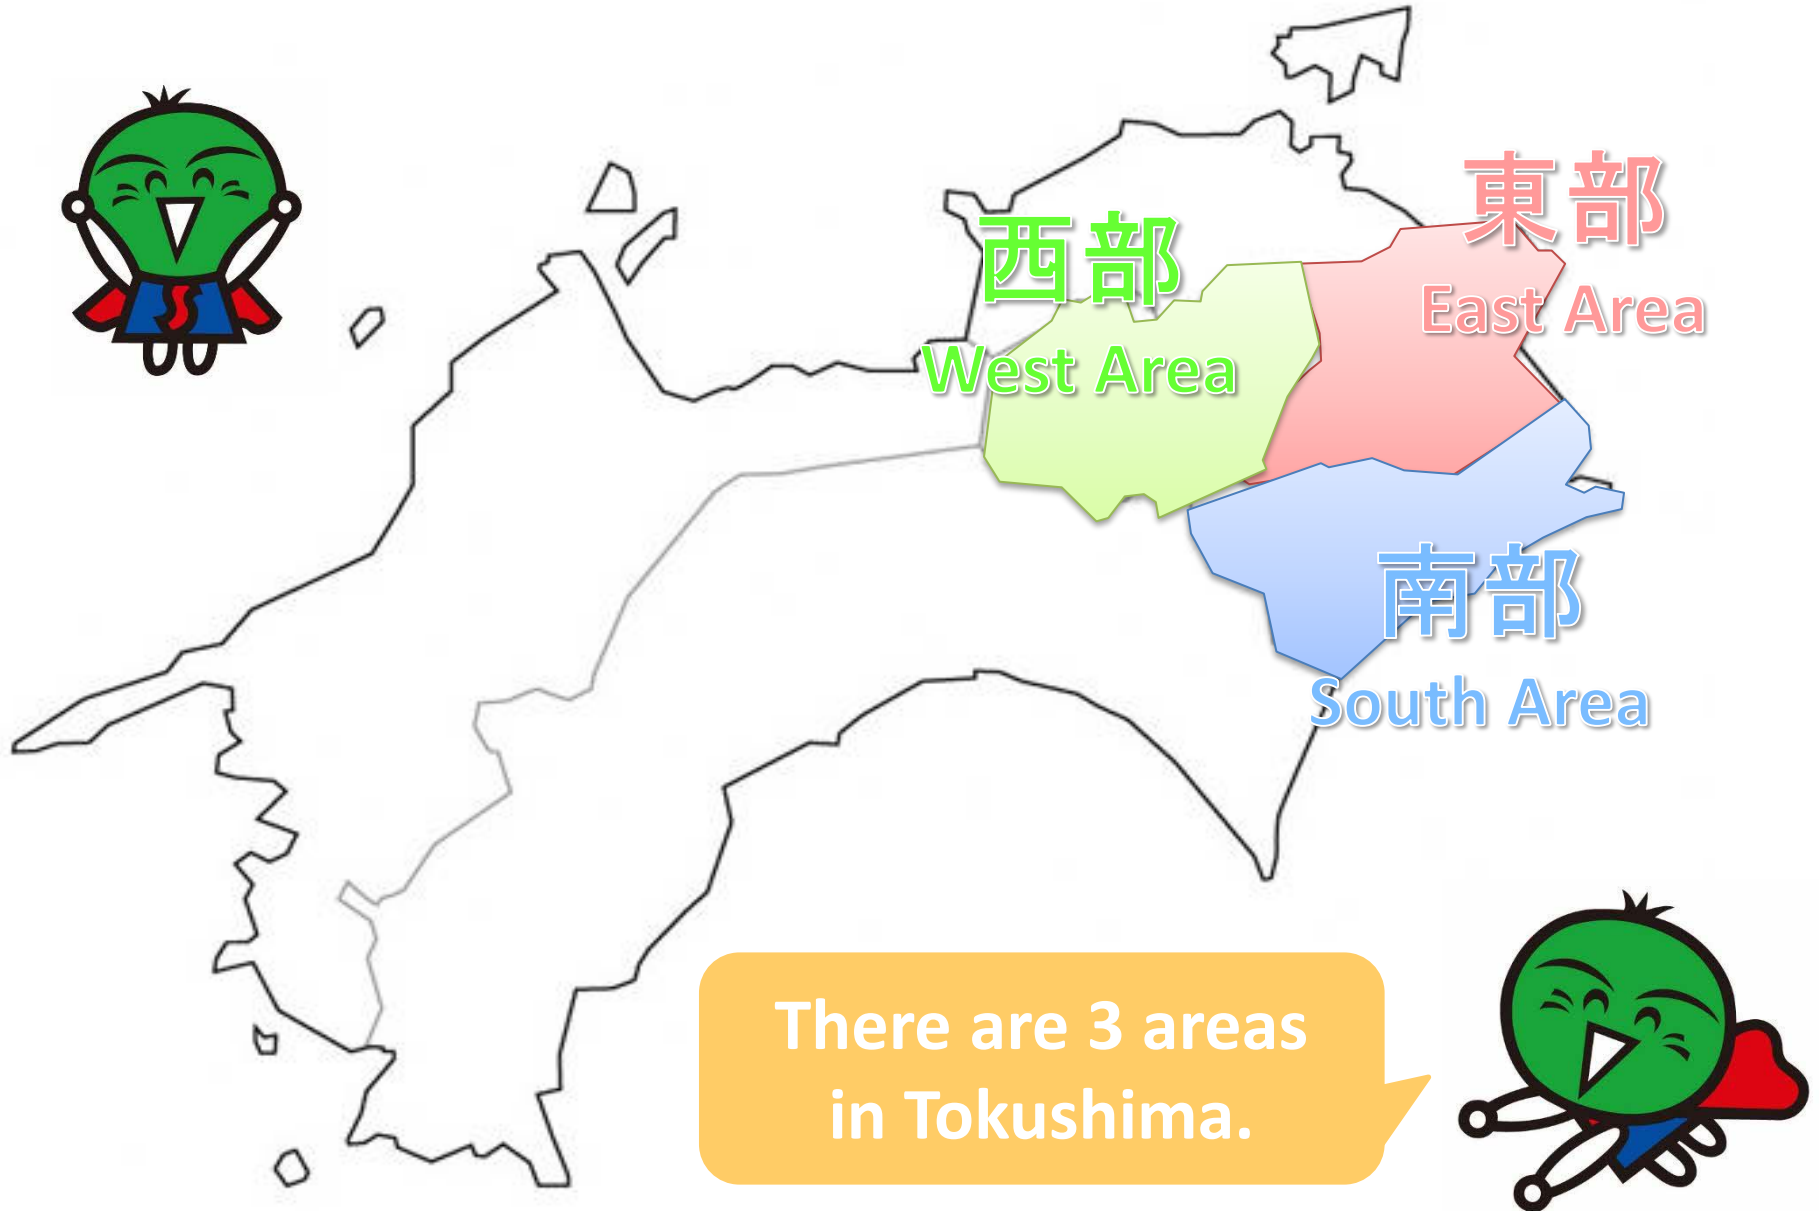 東部
East Area
西部
West Area
南部
South Area
There are 3 areas
in Tokushima.